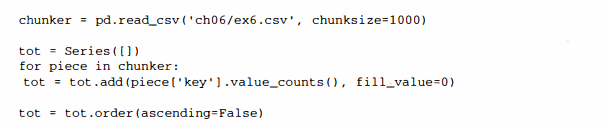 chunker = pd.read_csv('ch06/ex6.csv', chunksize=1000)
tot = Series([])
for piece in chunker:
 tot = tot.add(piece['key'].value_counts(), fill_value=0)
tot = tot.order(ascending=False)